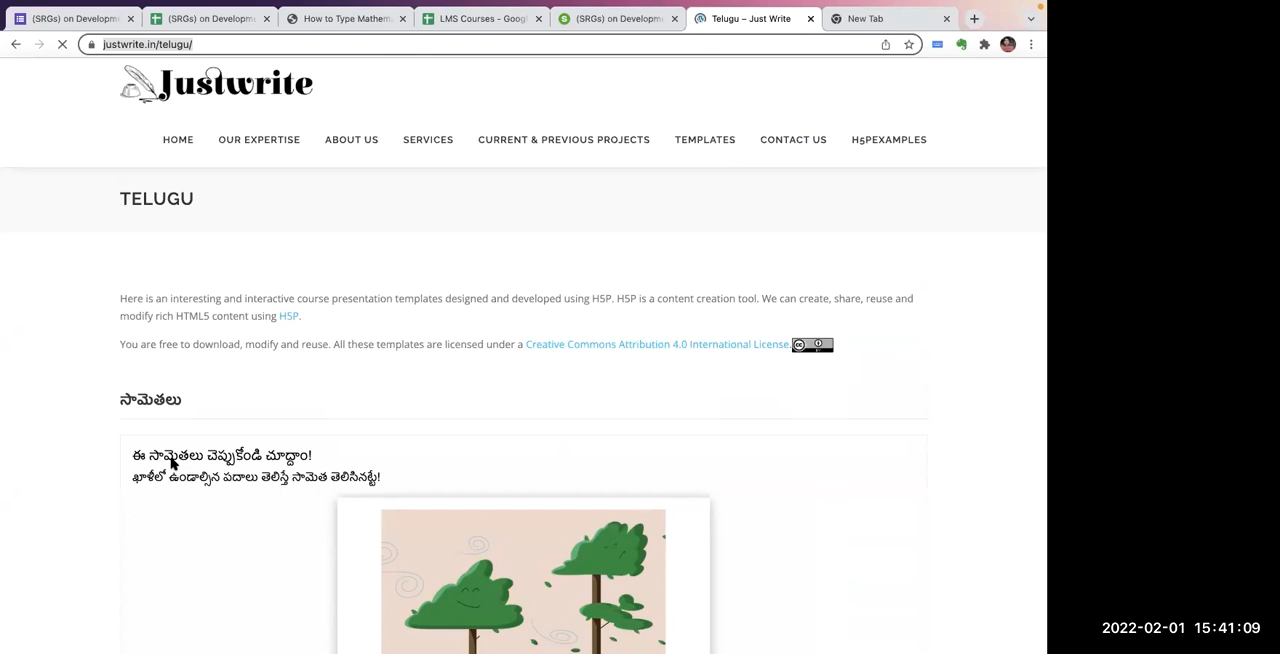 (SRGs) on Developm
(SRGs) on Developm
How to Type Mathem
LMS Courses - Googl
(SRGs) on Developm
Telugu – Just Write
New Tab
justwrite.in/telugu/
Justwrite
HOME
OUR EXPERTISE
ABOUT US
SERVICES
CURRENT & PREVIOUS PROJECTS
TEMPLATES
CONTACT US
H5PEXAMPLES
TELUGU
Here is an interesting and interactive course presentation templates designed and developed using H5P. H5P is a content creation tool. We can create, share, reuse and
modify rich HTML5 content using H5P.
You are free to download, modify and reuse. All these templates are licensed under a Creative Commons Attribution 4.0 International License.
సామెతలు
ఈ సామెతలు చెప్పుకోండి చూద్దాం!
ఖాళీలో ఉండాల్సిన పదాలు తెలిస్తే సామెత తెలిసినట్టే!
2022-02-01 15:41:09